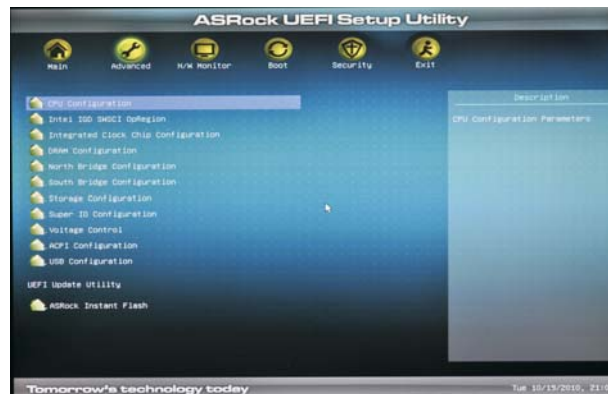 ASRock UEFI Setup Utility
Main
Advanced
H/W Monitor
Boot
Security
Exit
CPU Configuration
Intel IGD SWSCI OpRegion
Integrated Clock Chip Configuration
DRAM Configuration
North Bridge Configuration
South Bridge Configuration
Storage Configuration
Super IO Configuration
Voltage Control
ACPI Configuration
USB Configuration
UEFI Update Utility
ASRock Instant Flash
Description
CPU Configuration Parameters
Tomorrow's technology today
Tue 10/19/2010, 21:0